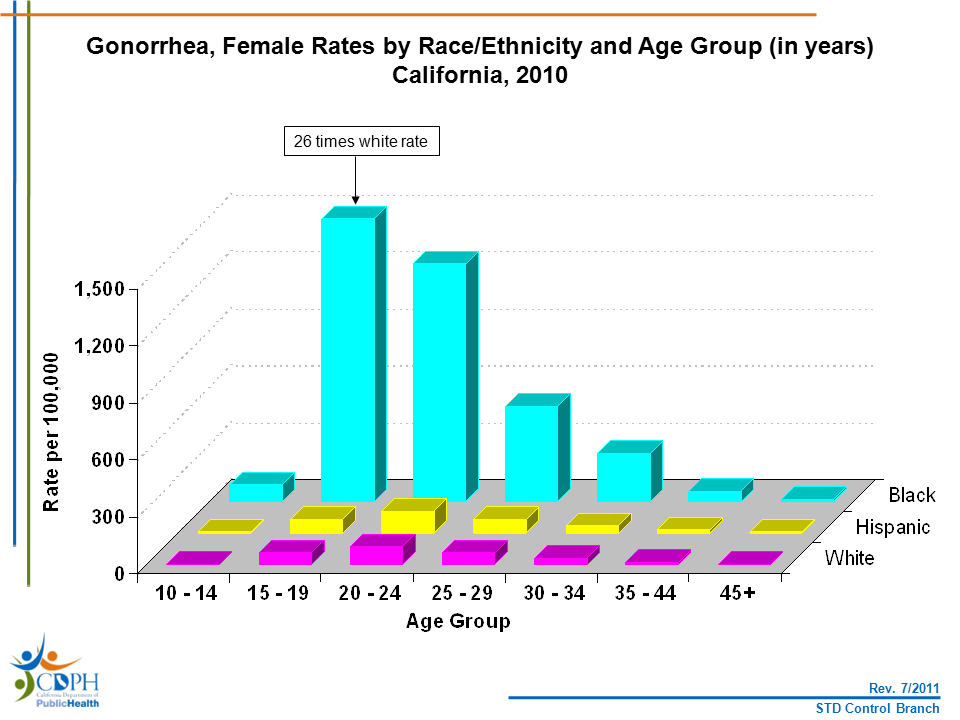 Gonorrhea, Female Rates by Race/Ethnicity and Age Group (in years)
California, 2010
26 times white rate
1,500
1,200
900
600
300
0
Rate per 100,000
Black
Hispanic
White
10 - 14 15 - 19 20 - 24 25 - 29 30 - 34 35 - 44 45+
Age Group
CDPH
California Department of
PublicHealth
Rev. 7/2011
STD Control Branch